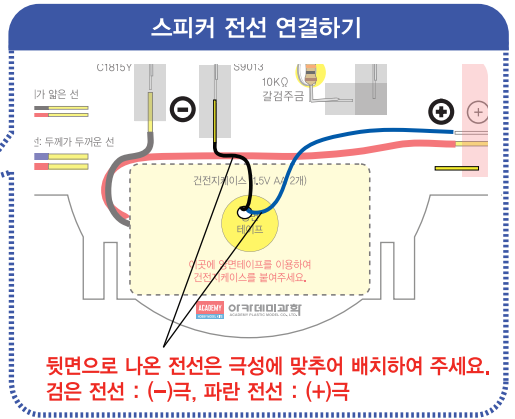 스피커 전선 연결하기
C1815Y
S9013
10KΩ
갈검주금
가 얇은 선
선: 두께가 두꺼운 선
건전지케이스 (1.5V AA 2개)
테이프
이곳에 양면테이프를 이용하여
건전지케이스를 붙여주세요.
ACADEMY
아카데미과학
ACADEMY PLASTIC MODEL CO., LTD.
뒷면으로 나온 전선은 극성에 맞추어 배치하여 주세요.
검은 전선 : (–)극, 파란 전선 : (+)극